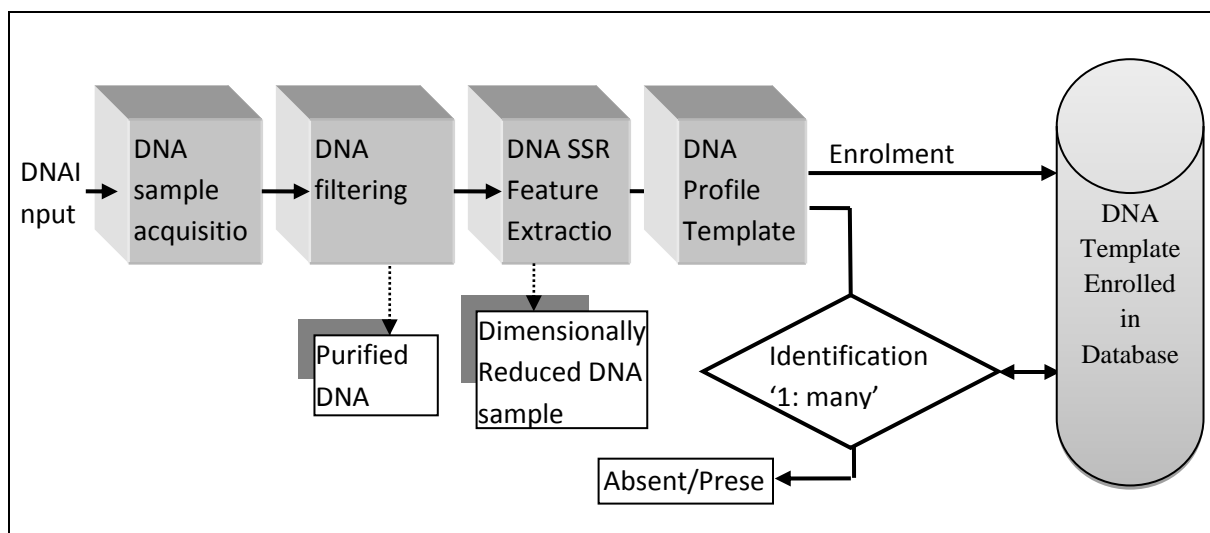 DNAI
nput
DNA
sample
acquisitio
DNA
filtering
DNA SSR
Feature
Extractio
DNA
Profile
Template
Enrolment
DNA
Template
Enrolled
in
Database
Purified
DNA
Dimensionally
Reduced DNA
sample
Identification
‘1: many’
Absent/Prese